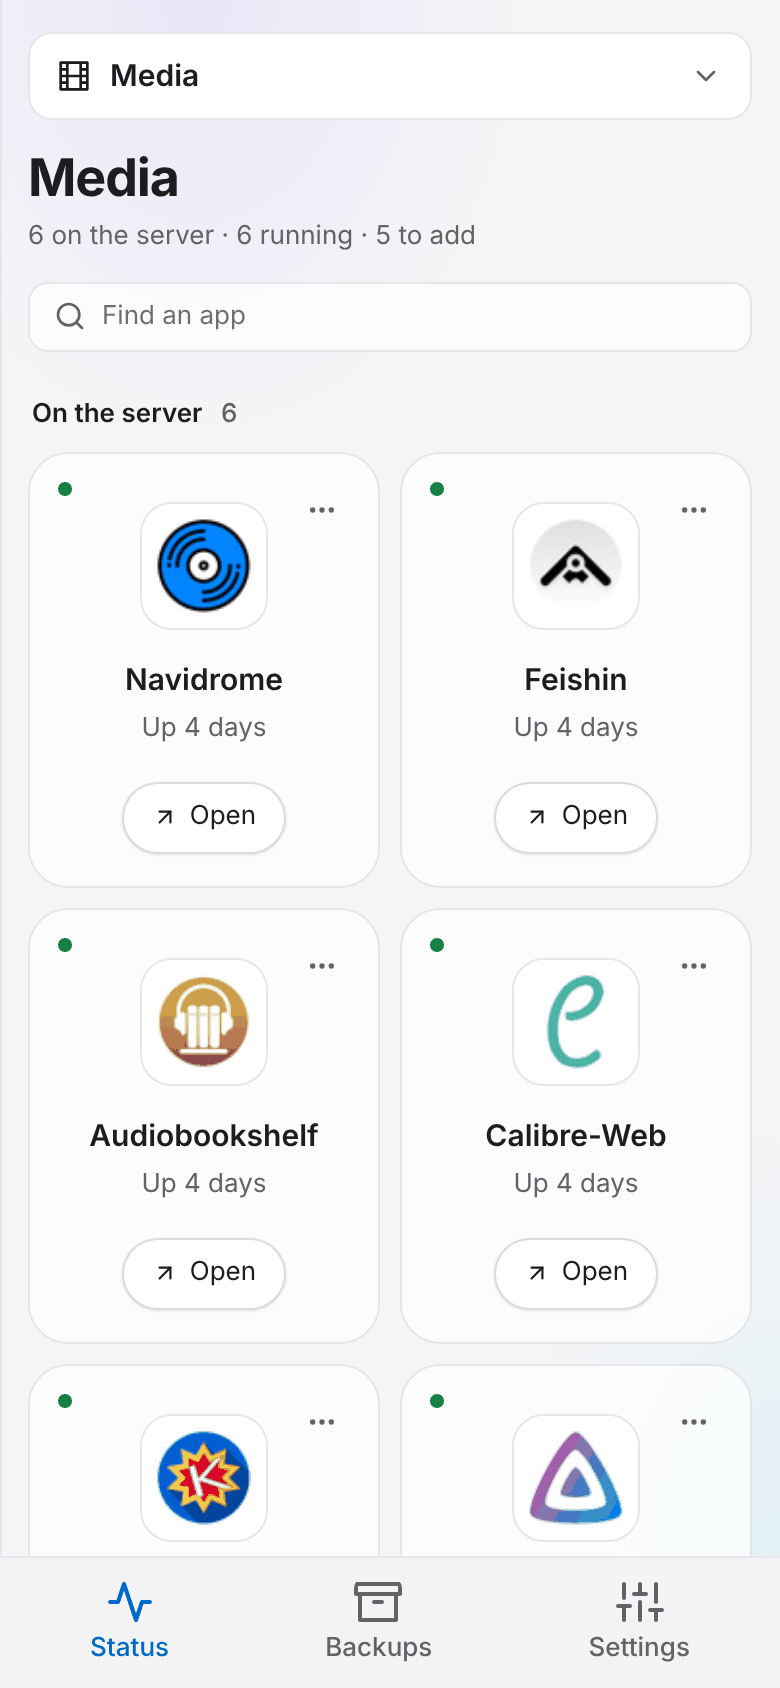 Media
Media
6 on the server · 6 running · 5 to add
Find an app
On the server 6
Navidrome
Up 4 days
Open
Feishin
Up 4 days
Open
Audiobookshelf
Up 4 days
Open
Calibre-Web
Up 4 days
Open
Status
Backups
Settings